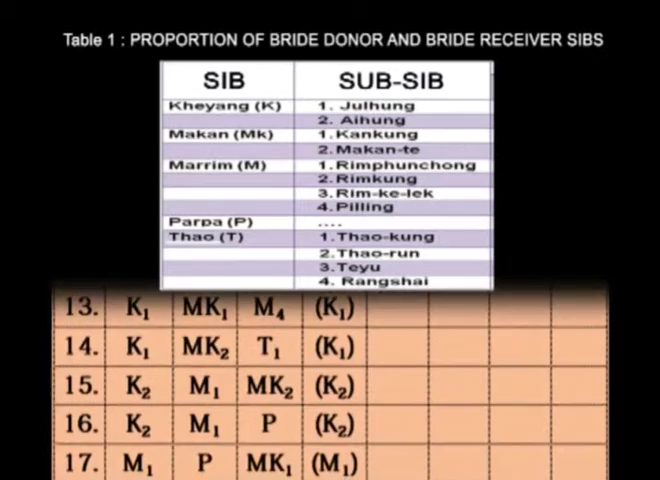 Table 1 : PROPORTION OF BRIDE DONOR AND BRIDE RECEIVER SIBS
SIB SUB-SIB
Kheyang (K) 1. Julhung
2. Aihung
Makan (Mk) 1.Kankung
2.Makan-te
Marrim (M) 1.Rimphunchong
2.Rimkung
3.Rim-ke-lek
4.Pilling
Parpa (P) ....
Thao (T) 1.Thao-kung
2.Thao-run
3.Teyu
4. Rangshai
13. K₁ MK₁ M₄ (K₁)
14. K₁ MK₂ T₁ (K₁)
15. K₂ M₁ MK₂ (K₂)
16. K₂ M₁ P (K₂)
17. M₁ P MK₁ (M₁)